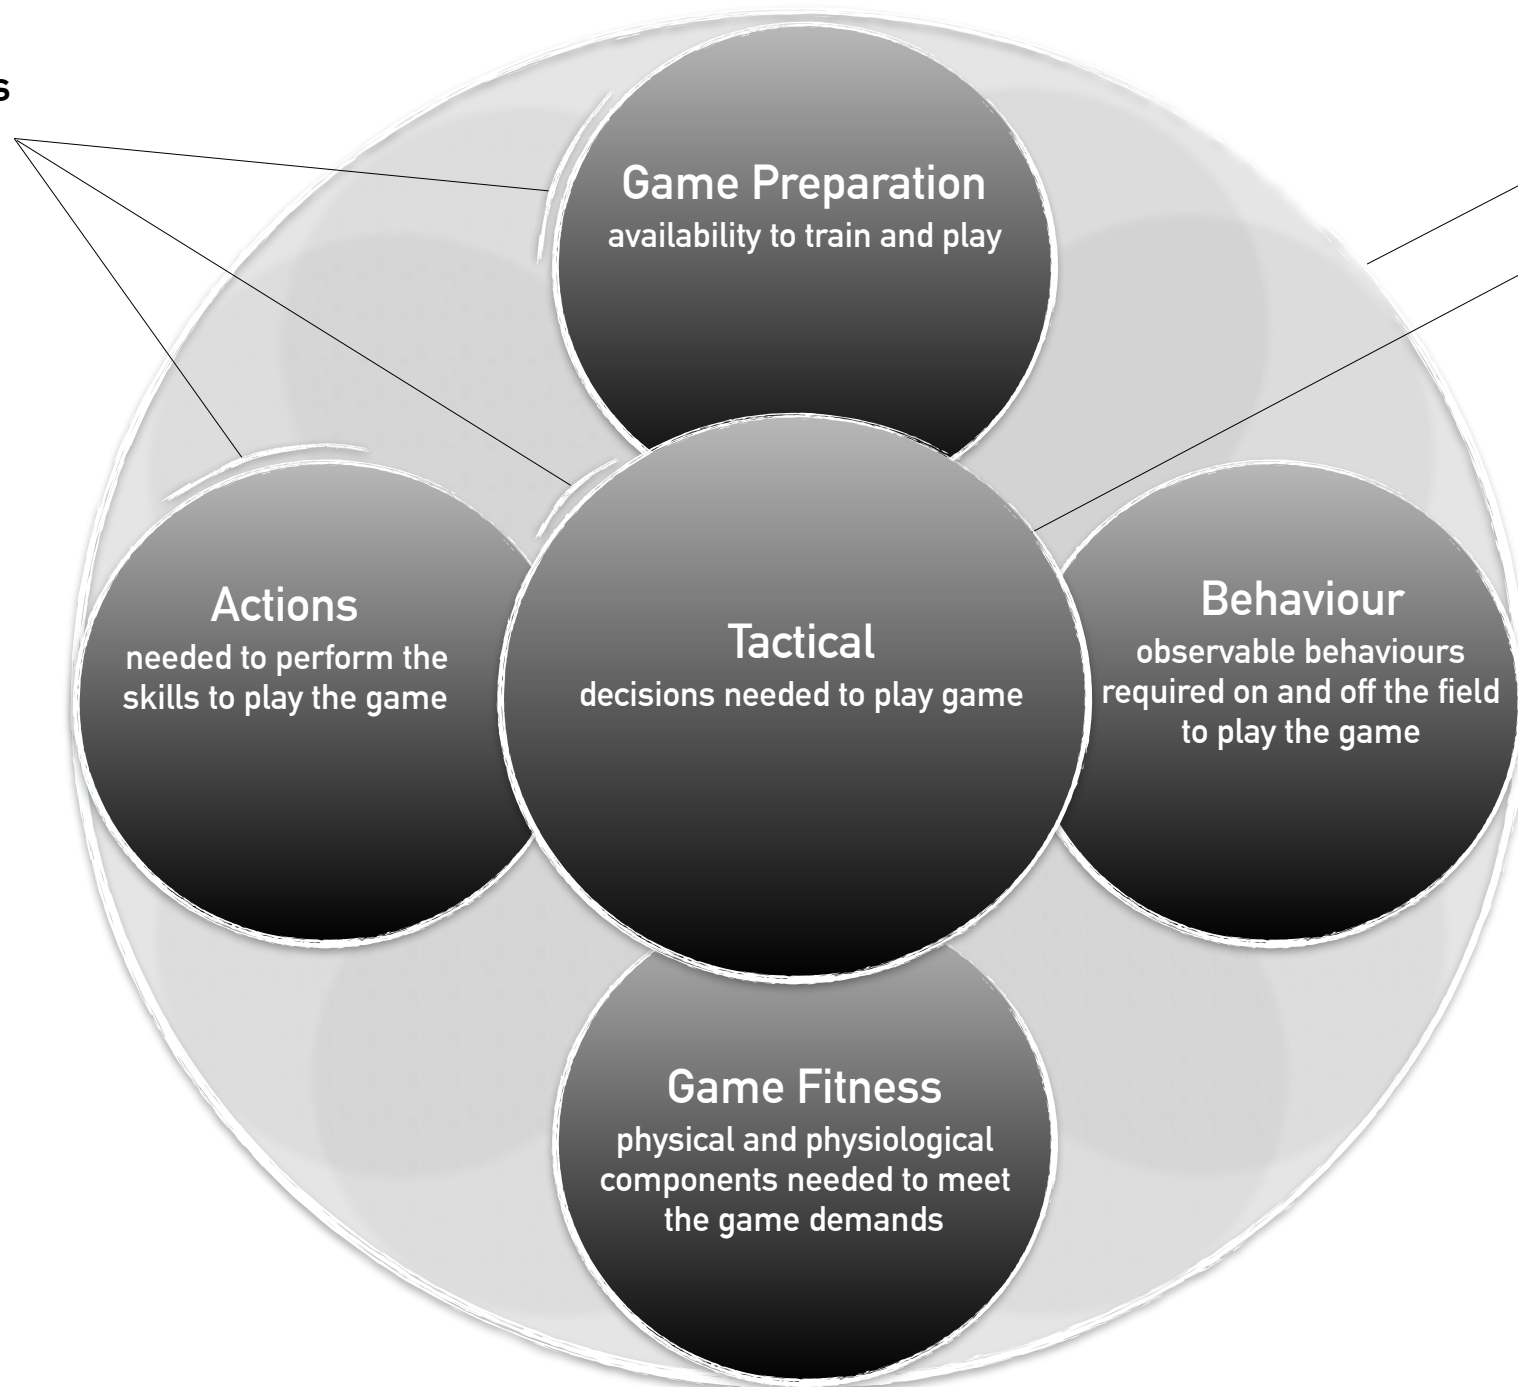 s
Game Preparation
availability to train and play
Actions
needed to perform the
skills to play the game
Tactical
decisions needed to play game
Behaviour
observable behaviours
required on and off the field
to play the game
Game Fitness
physical and physiological
components needed to meet
the game demands